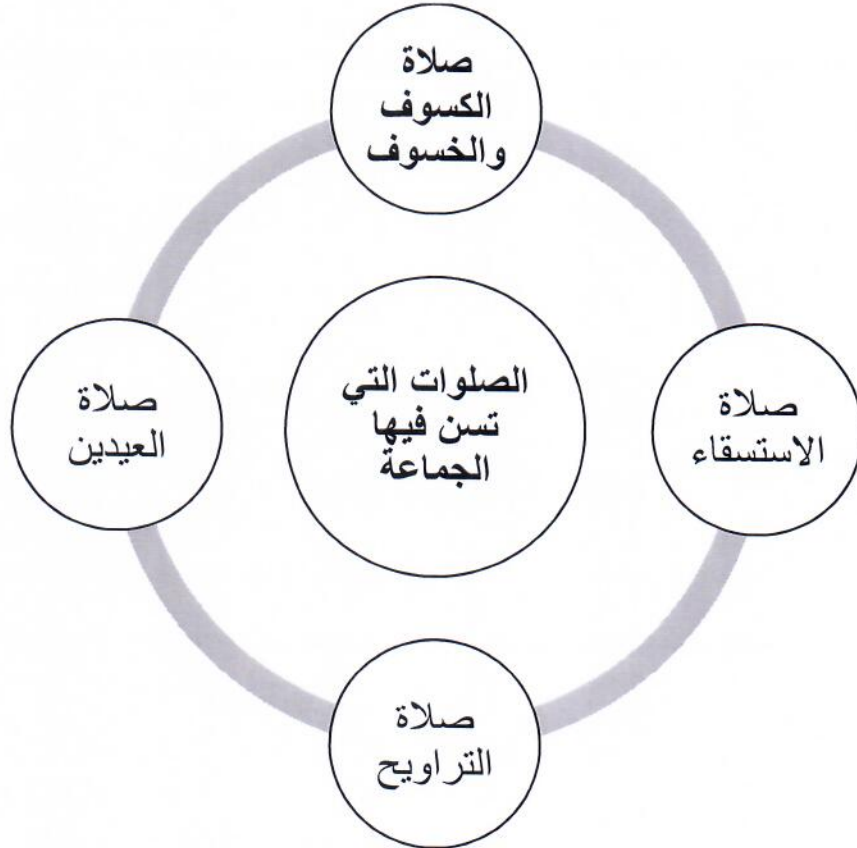 صلاة
الكسوف
والخسوف
صلاة
الاستسقاء
الصلوات التي
تسن فيها
الجماعة
صلاة
العيدين
صلاة
التراويح